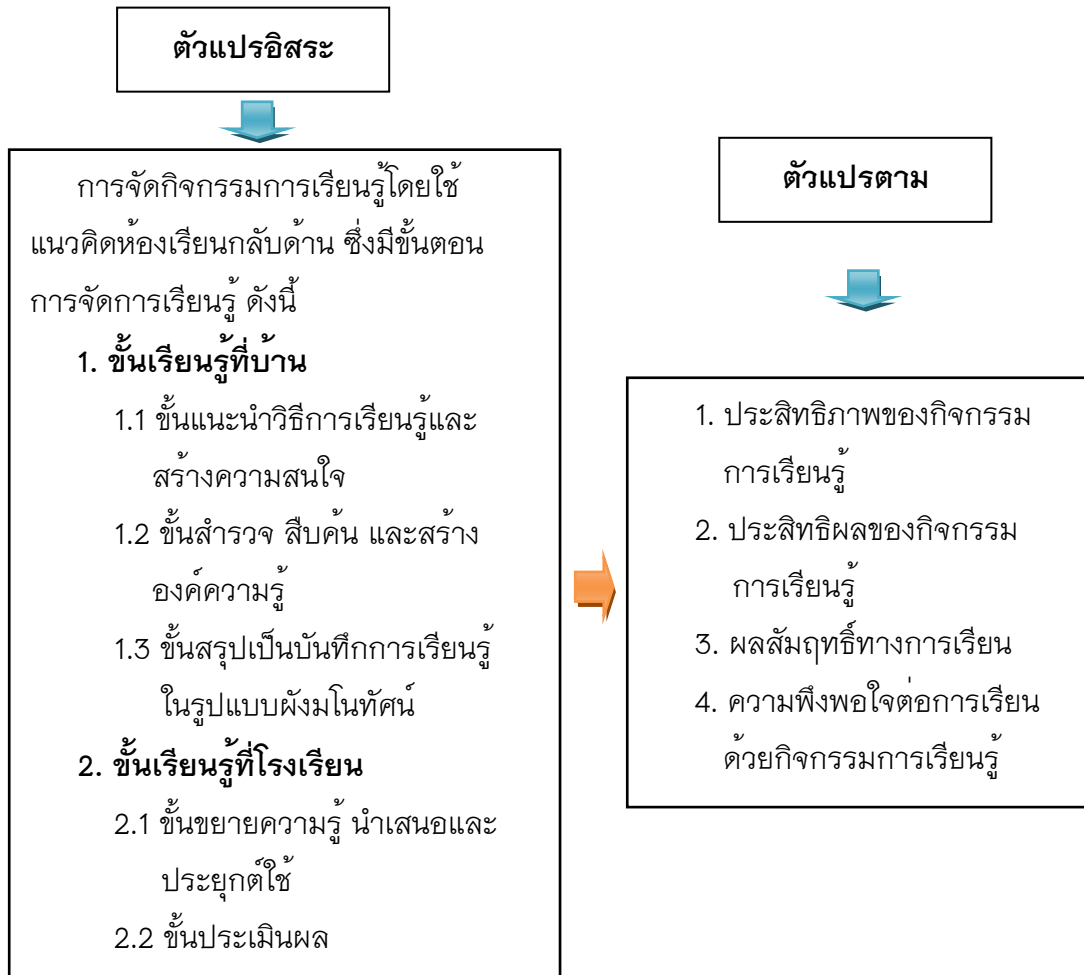 ตัวแปรอิสระ
การจัดกิจกรรมการเรียนรู้โดยใช้
แนวคิดห้องเรียนกลับด้าน ซึ่งมีขั้นตอน
การจัดการเรียนรู้ ดังนี้
1. ขั้นเรียนรู้ที่บ้าน
1.1 ขั้นแนะนำวิธีการเรียนรู้และ
สร้างความสนใจ
1.2 ขั้นสำรวจ สืบค้น และสร้าง
องค์ความรู้
1.3 ขั้นสรุปเป็นบันทึกการเรียนรู้
ในรูปแบบผังมโนทัศน์
2. ขั้นเรียนรู้ที่โรงเรียน
2.1 ขั้นขยายความรู้ นำเสนอและ
ประยุกต์ใช้
2.2 ขั้นประเมินผล
ตัวแปรตาม
1. ประสิทธิภาพของกิจกรรม
การเรียนรู้
2. ประสิทธิผลของกิจกรรม
การเรียนรู้
3. ผลสัมฤทธิ์ทางการเรียน
4. ความพึงพอใจต่อการเรียน
ด้วยกิจกรรมการเรียนรู้